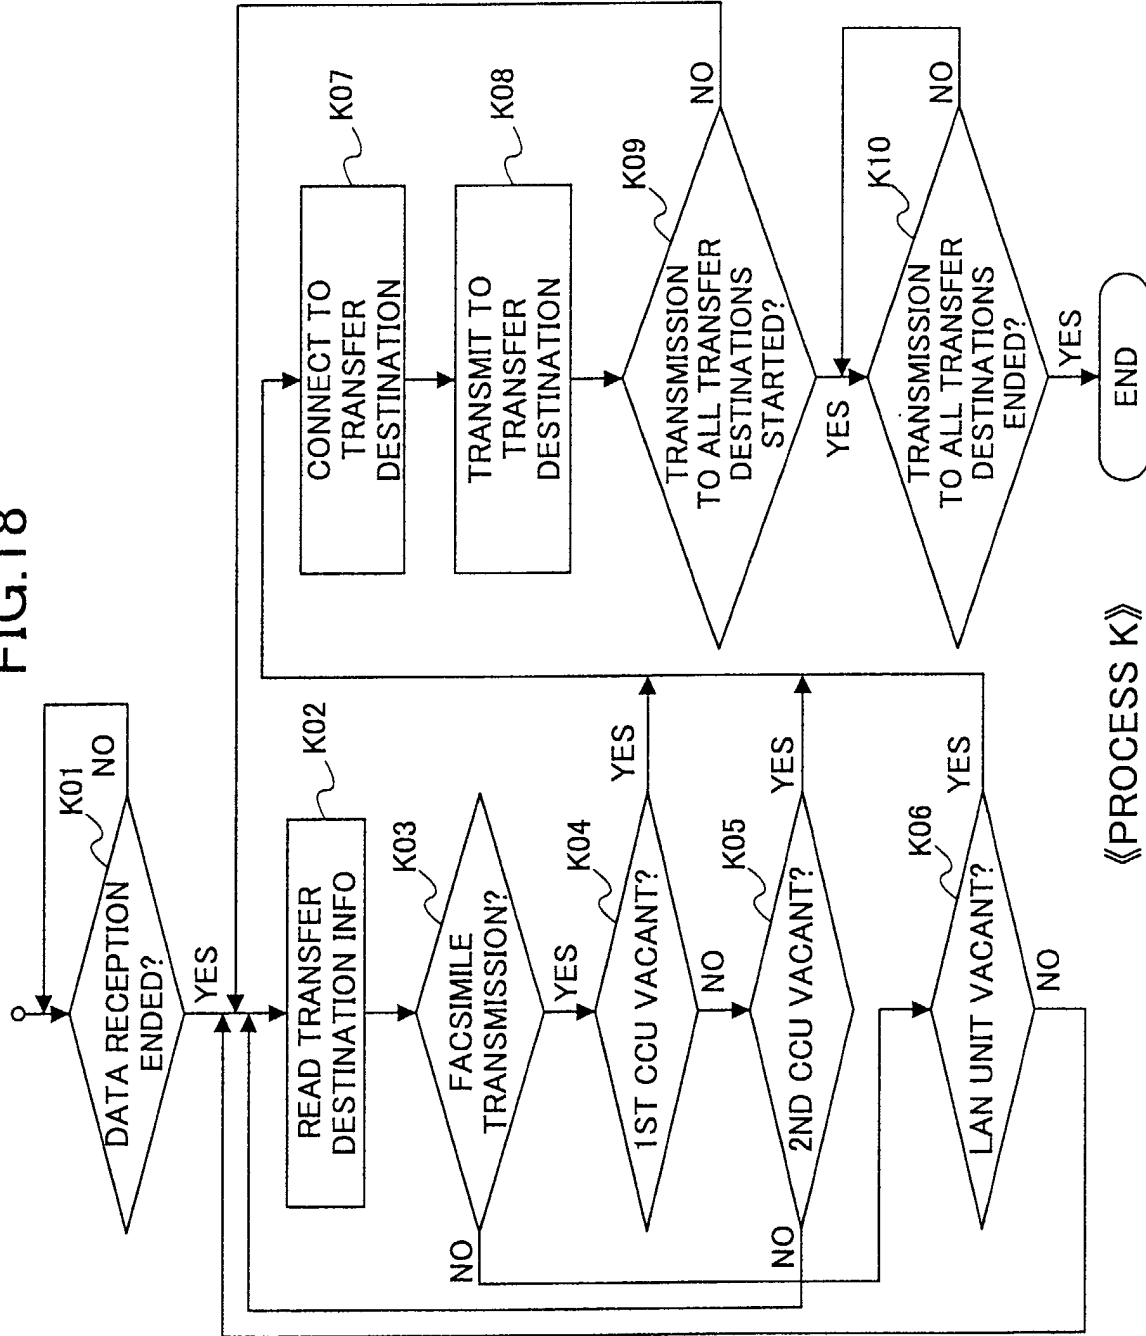 FIG.18
K01
DATA RECEPTION
ENDED?
NO
YES
K02
READ TRANSFER
DESTINATION INFO
K03
FACSIMILE
TRANSMISSION?
NO
YES
K04
1ST CCU VACANT?
YES
NO
K05
2ND CCU VACANT?
YES
NO
K06
LAN UNIT VACANT?
YES
NO
K07
CONNECT TO
TRANSFER
DESTINATION
K08
TRANSMIT TO
TRANSFER
DESTINATION
K09
TRANSMISSION
TO ALL TRANSFER
DESTINATIONS
STARTED?
NO
YES
K10
TRANSMISSION
TO ALL TRANSFER
DESTINATIONS
ENDED?
NO
YES
END
《PROCESS K》